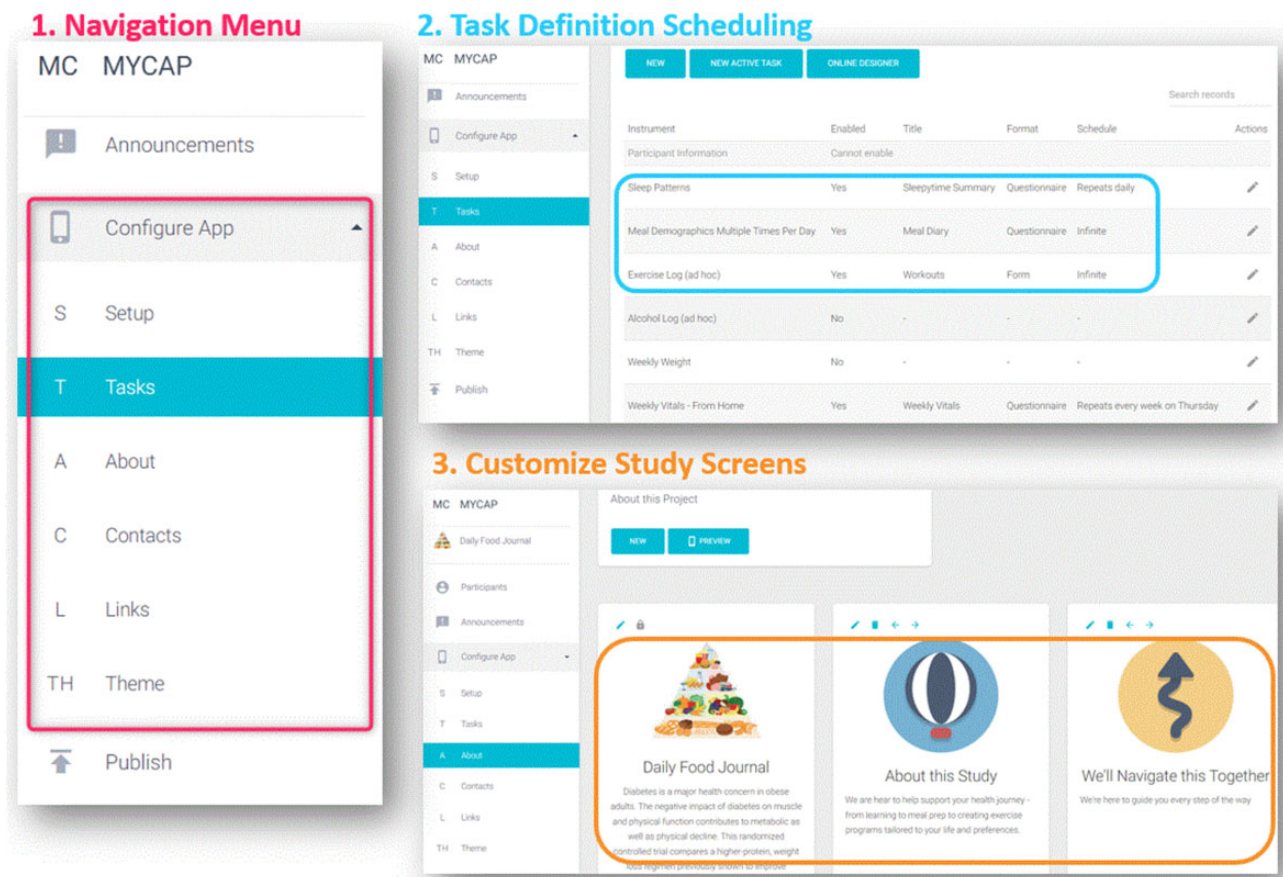 1. Navigation Menu
MC MYCAP
Announcements
Configure App
S Setup
T Tasks
A About
C Contacts
L Links
TH Theme
Publish
2. Task Definition Scheduling
MC MYCAP
Announcements
Configure App
S Setup
T Tasks
A About
C Contacts
L Links
TH Theme
Publish
NEW NEW ACTIVE TASK ONLINE DESIGNER
Search records
Instrument Enabled Title Format Schedule Actions
Participant Information Cannot enable
Sleep Patterns Yes Sleepytime Summary Questionnaire Repeats daily
Meal Demographics Multiple Times Per Day Yes Meal Diary Questionnaire Infinite
Exercise Log (ad hoc) Yes Workouts Form Infinite
Alcohol Log (ad hoc) No - - -
Weekly Weight No - - -
Weekly Vitals - From Home Yes Weekly Vitals Questionnaire Repeats every week on Thursday
3. Customize Study Screens
MC MYCAP
Daily Food Journal
Participants
Announcements
Configure App
S Setup
T Tasks
A About
C Contacts
L Links
TH Theme
About this Project
NEW PREVIEW
Daily Food Journal
Diabetes is a major health concern in obese
adults. The negative impact of diabetes on muscle
and physical function contributes to metabolic as
well as physical decline. This randomized
controlled trial compares a higher-protein, weight
loss regimen previously shown to improve
About this Study
We are hear to help support your health journey -
from learning to meal prep to creating exercise
programs tailored to your life and preferences.
We'll Navigate this Together
We're here to guide you every step of the way